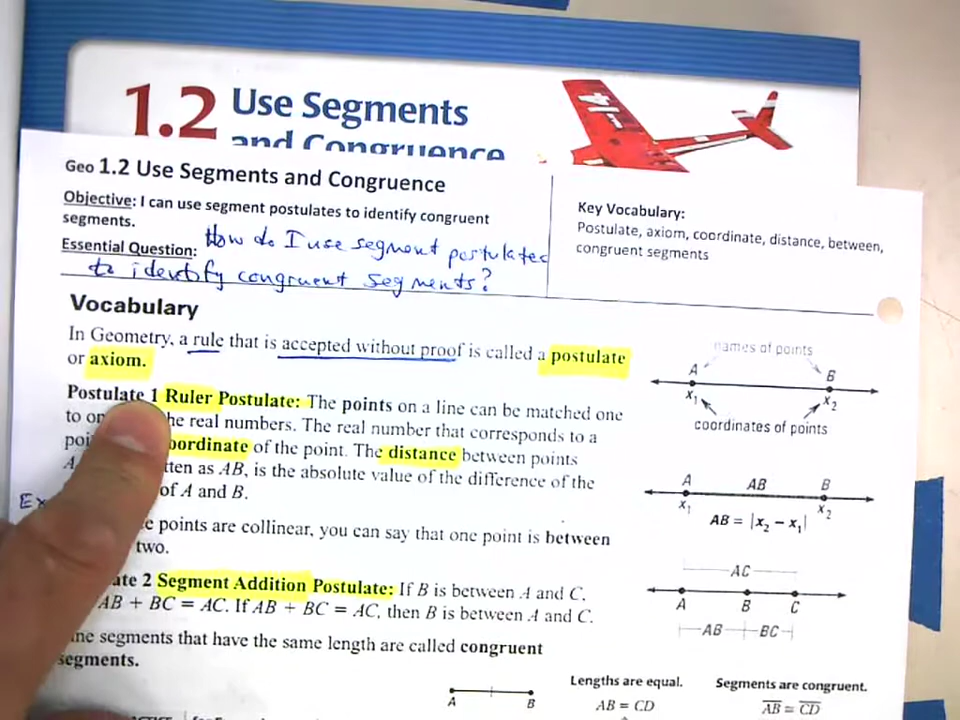 1.2 Use Segments
and Congruence
Geo 1.2 Use Segments and Congruence
Objective: I can use segment postulates to identify congruent
segments.
Essential Question: How do I use segment postulates
to identify congruent segments?
Key Vocabulary:
Postulate, axiom, coordinate, distance, between,
congruent segments
Vocabulary
In Geometry, a rule that is accepted without proof is called a postulate
or axiom.
Postulate 1 Ruler Postulate: The points on a line can be matched one
to on he real numbers. The real number that corresponds to a
poi oordinate of the point. The distance between points
A tten as AB, is the absolute value of the difference of the
of A and B.
Ex
e points are collinear, you can say that one point is between
two.
ate 2 Segment Addition Postulate: If B is between A and C,
AB + BC = AC. If AB + BC = AC, then B is between A and C.
ine segments that have the same length are called congruent
segments.
names of points
A B
x₁ x₂
coordinates of points
A AB B
x₁ x₂
AB = |x₂ − x₁|
AC
A B C
AB BC
A B
Lengths are equal.
AB = CD
Segments are congruent.
A̅B̅ ≅ C̅D̅